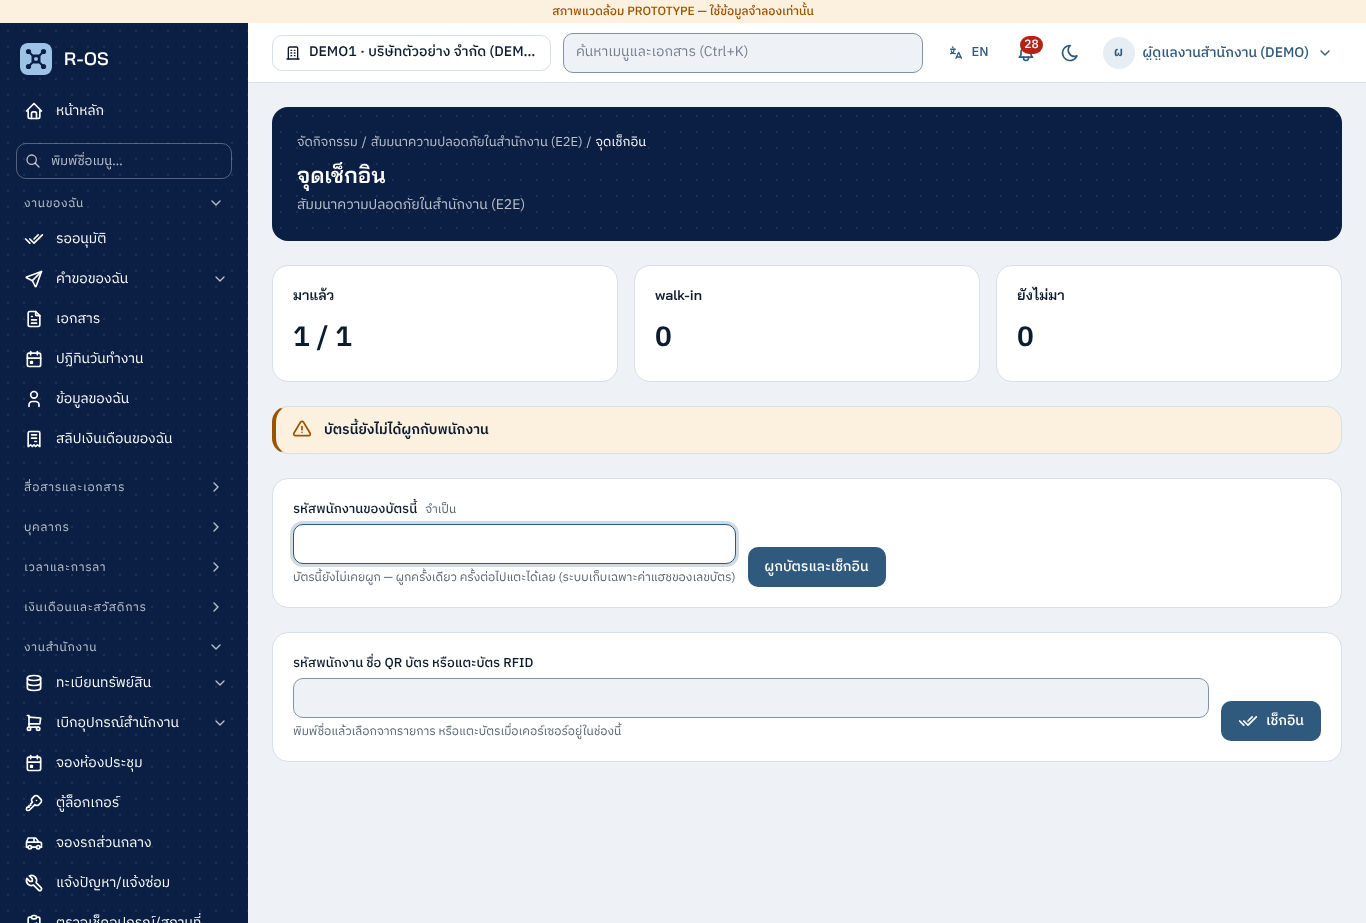 สภาพแวดล้อม PROTOTYPE — ใช้ข้อมูลจำลองเท่านั้น
R-OS
หน้าหลัก
พิมพ์ชื่อเมนู...
งานของฉัน
รออนุมัติ
คำขอของฉัน
เอกสาร
ปฏิทินวันทำงาน
ข้อมูลของฉัน
สลิปเงินเดือนของฉัน
สื่อสารและเอกสาร
บุคลากร
เวลาและการลา
เงินเดือนและสวัสดิการ
งานสำนักงาน
ทะเบียนทรัพย์สิน
เบิกอุปกรณ์สำนักงาน
จองห้องประชุม
ตู้ล็อกเกอร์
จองรถส่วนกลาง
แจ้งปัญหา/แจ้งซ่อม
ตรวจเช็คอุปกรณ์/สถานที่
DEMO1 · บริษัทตัวอย่าง จำกัด (DEM...
ค้นหาเมนูและเอกสาร (Ctrl+K)
EN
28
ผ
ผู้ดูแลงานสำนักงาน (DEMO)
จัดกิจกรรม / สัมมนาความปลอดภัยในสำนักงาน (E2E) / จุดเช็กอิน
จุดเช็กอิน
สัมมนาความปลอดภัยในสำนักงาน (E2E)
มาแล้ว
1 / 1
walk-in
0
ยังไม่มา
0
บัตรนี้ยังไม่ได้ผูกกับพนักงาน
รหัสพนักงานของบัตรนี้ จำเป็น
ผูกบัตรและเช็กอิน
บัตรนี้ยังไม่เคยผูก — ผูกครั้งเดียว ครั้งต่อไปแตะได้เลย (ระบบเก็บเฉพาะค่าแฮชของเลขบัตร)
รหัสพนักงาน ชื่อ QR บัตร หรือแตะบัตร RFID
เช็กอิน
พิมพ์ชื่อแล้วเลือกจากรายการ หรือแตะบัตรเมื่อเคอร์เซอร์อยู่ในช่องนี้